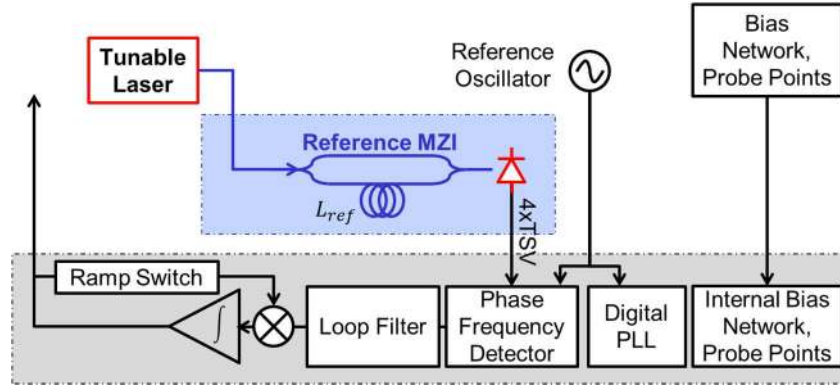 Tunable
Laser
Reference
Oscillator
Bias
Network,
Probe Points
Reference MZI
L_ref
4xTSV
Ramp Switch
∫
Loop Filter
Phase
Frequency
Detector
Digital
PLL
Internal Bias
Network,
Probe Points